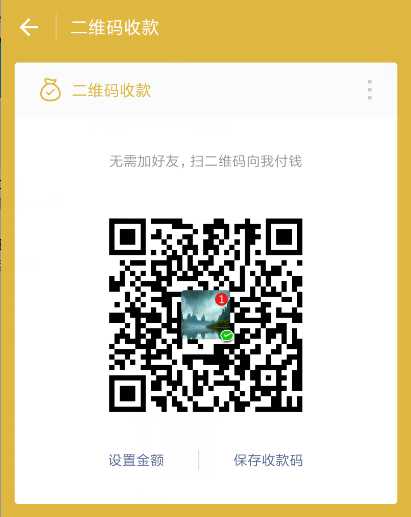 二维码收款
二维码收款
无需加好友，扫二维码向我付钱
1
设置金额
保存收款码